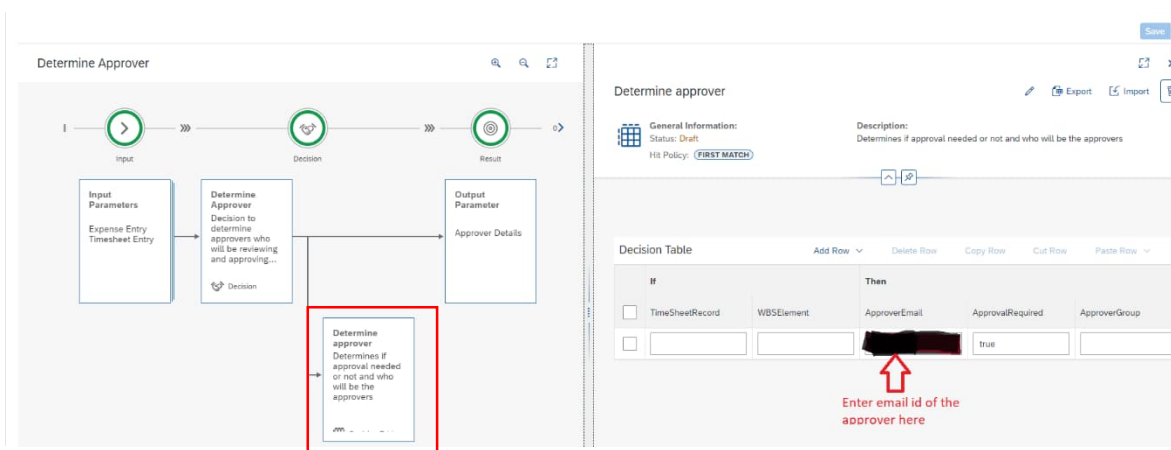 Save
Determine Approver
Input
Decision
Result
Input
Parameters
Expense Entry
Timesheet Entry
Determine
Approver
Decision to
determine
approvers who
will be reviewing
and approving...
Decision
Output
Parameter
Approver Details
Determine
approver
Determines if
approval needed
or not and who
will be the
approvers
Determine approver
Export
Import
General Information:
Status: Draft
Hit Policy: FIRST MATCH
Description:
Determines if approval needed or not and who will be the approvers
Decision Table
Add Row
Delete Row
Copy Row
Cut Row
Paste Row
If
Then
TimeSheetRecord
WBSElement
ApproverEmail
ApprovalRequired
ApproverGroup
true
Enter email id of the
approver here